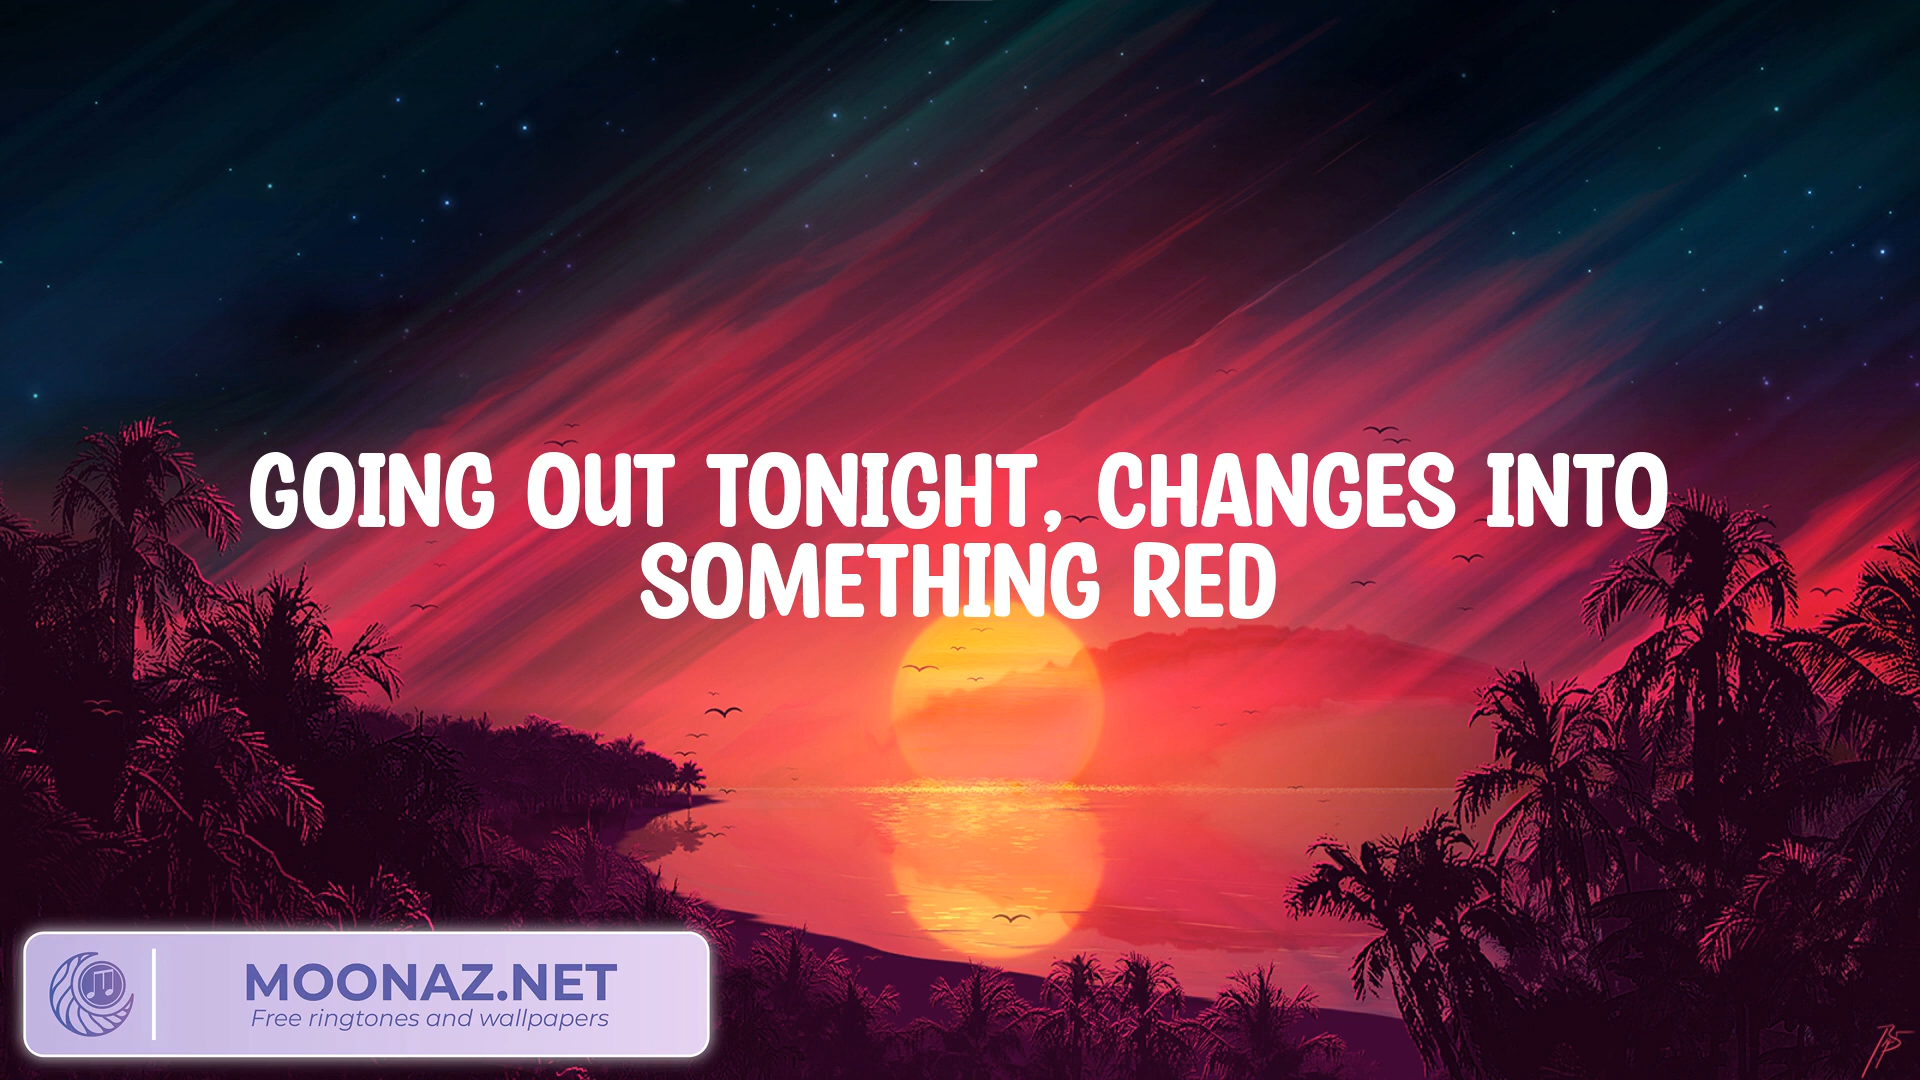 GOING OUT TONIGHT, CHANGES INTO
SOMETHING RED
MOONAZ.NET
Free ringtones and wallpapers